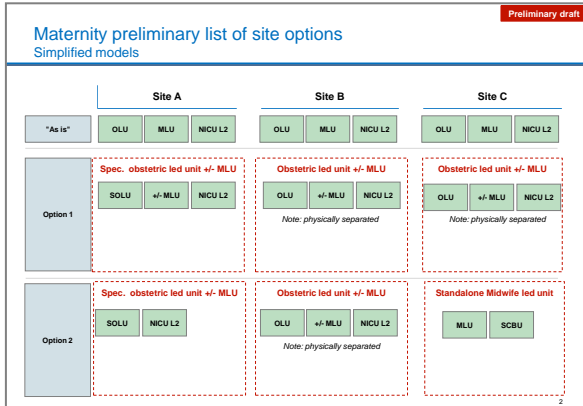 Preliminary draft
Maternity preliminary list of site options
Simplified models
Site A
Site B
Site C
"As is"
OLU
MLU
NICU L2
OLU
MLU
NICU L2
OLU
MLU
NICU L2
Option 1
Spec. obstetric led unit +/- MLU
SOLU
+/- MLU
NICU L2
Obstetric led unit +/- MLU
OLU
+/- MLU
NICU L2
Note: physically separated
Obstetric led unit +/- MLU
OLU
+/- MLU
NICU L2
Note: physically separated
Option 2
Spec. obstetric led unit +/- MLU
SOLU
NICU L2
Obstetric led unit +/- MLU
OLU
+/- MLU
NICU L2
Note: physically separated
Standalone Midwife led unit
MLU
SCBU
2